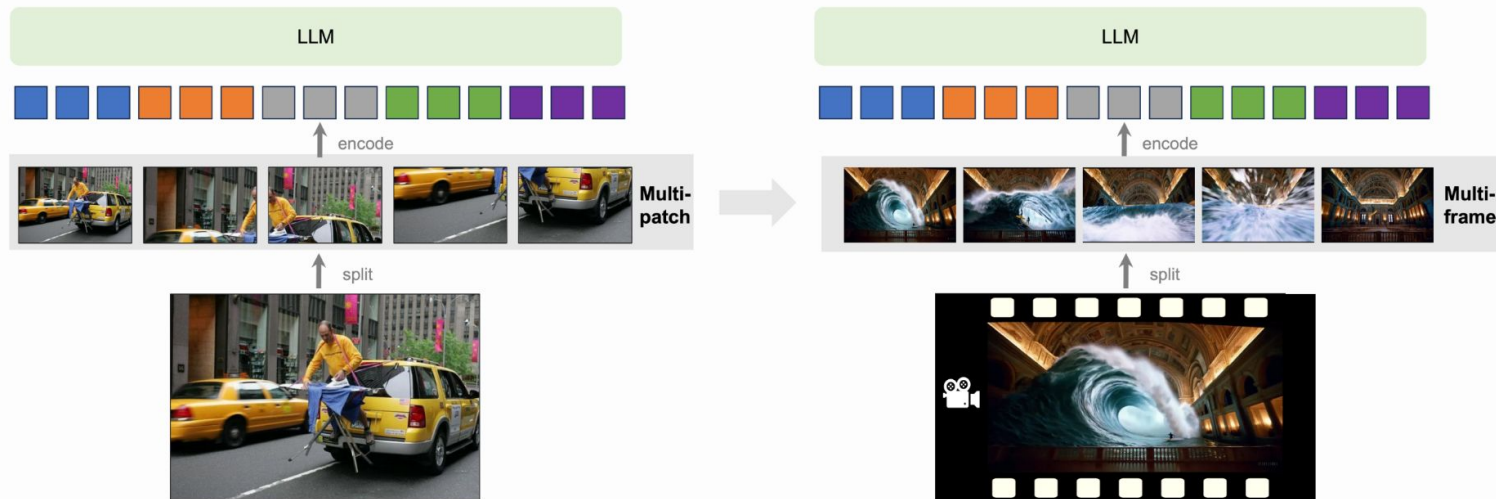 LLM
encode
Multi-
patch
split
LLM
encode
Multi-
frame
split